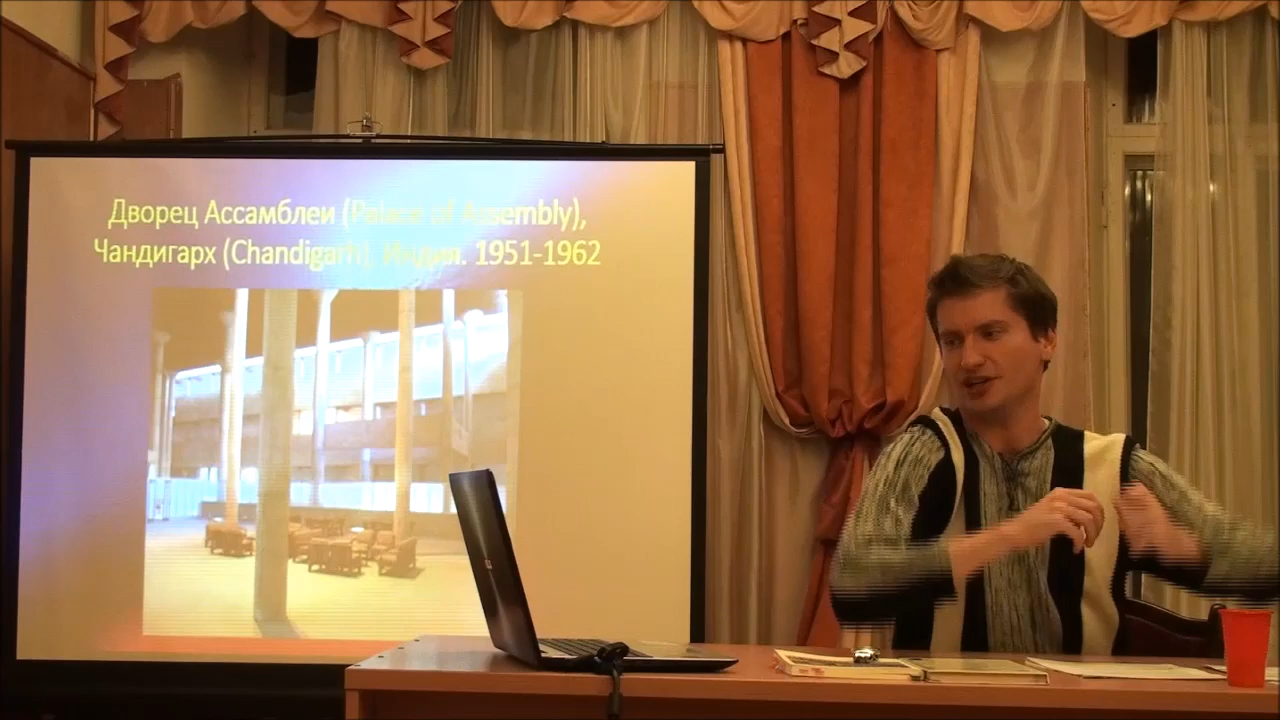 Дворец Ассамблеи (Palace of Assembly),
Чандигарх (Chandigarh), Индия. 1951-1962